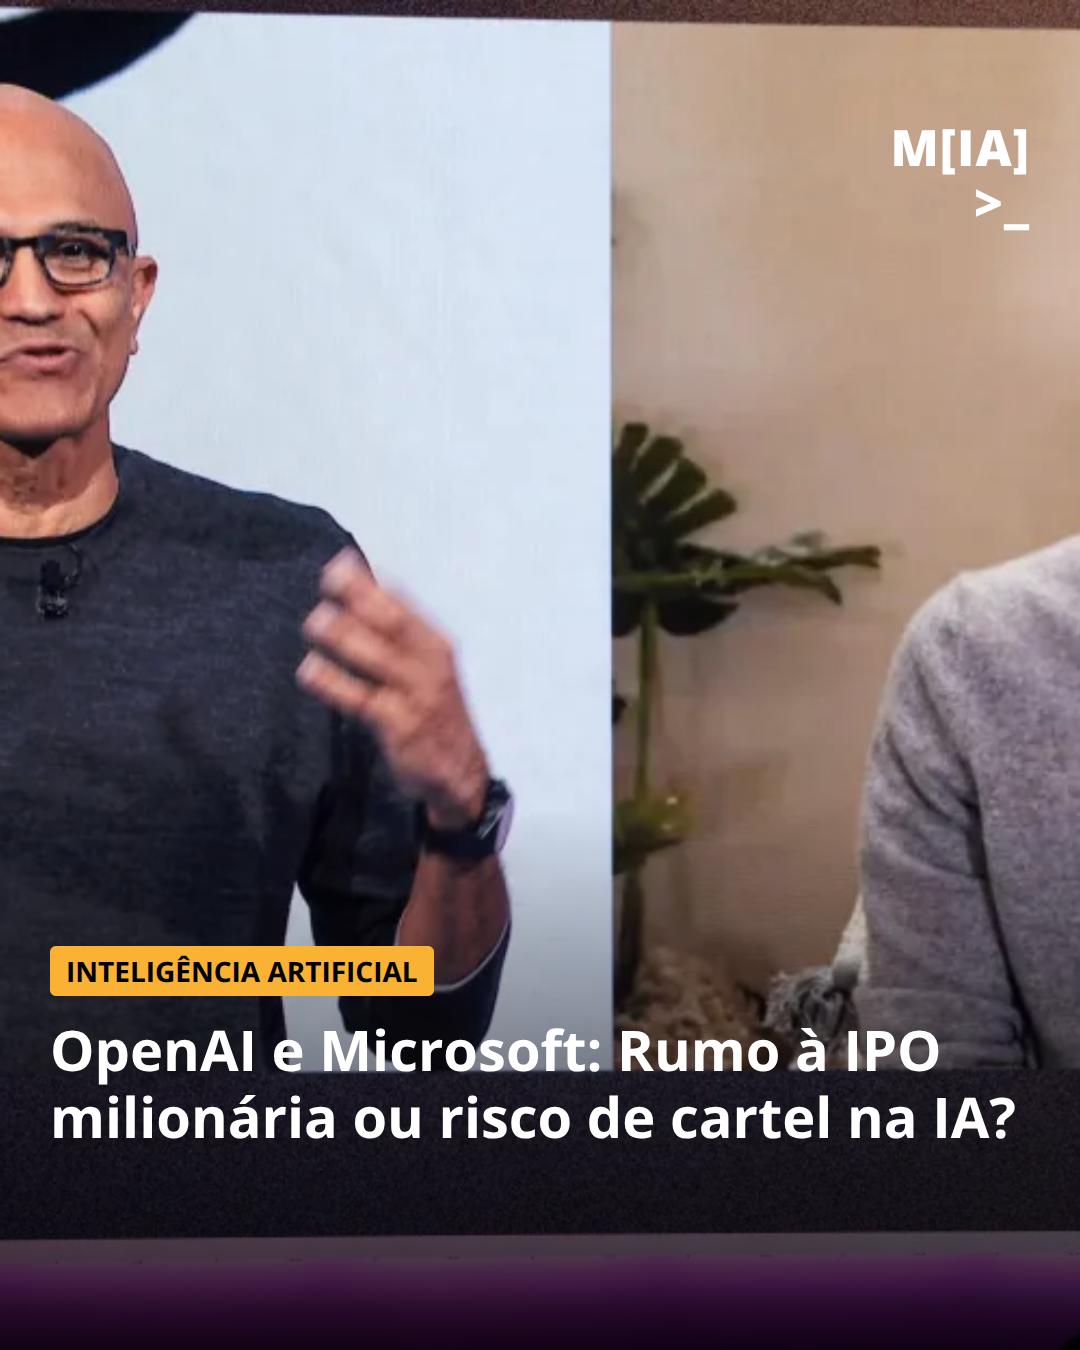 M[IA]
>_
INTELIGÊNCIA ARTIFICIAL
OpenAI e Microsoft: Rumo à IPO
milionária ou risco de cartel na IA?